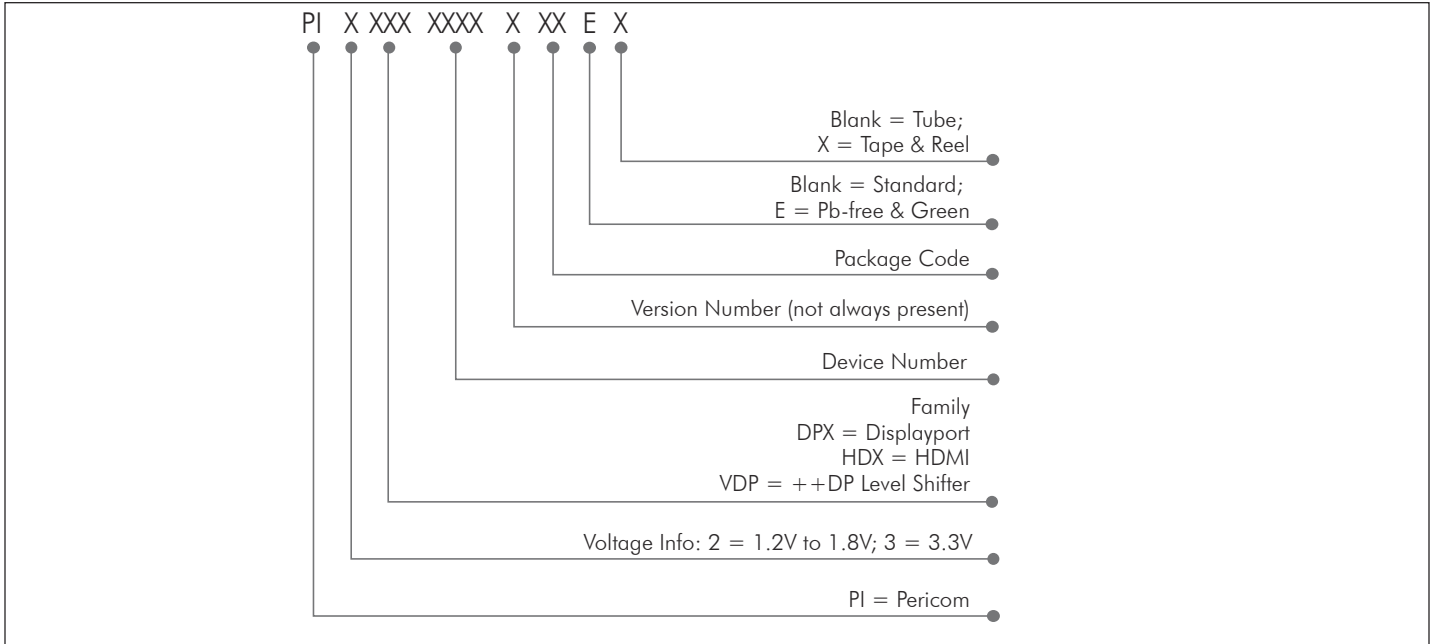 PI X XXX XXXX X XX E X
Blank = Tube;
X = Tape & Reel
Blank = Standard;
E = Pb-free & Green
Package Code
Version Number (not always present)
Device Number
Family
DPX = Displayport
HDX = HDMI
VDP = ++DP Level Shifter
Voltage Info: 2 = 1.2V to 1.8V; 3 = 3.3V
PI = Pericom